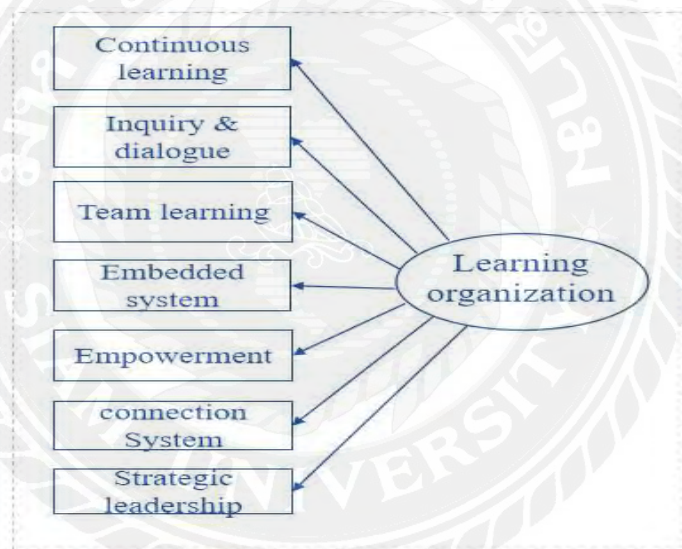 Continuous
learning
Inquiry &
dialogue
Team learning
Embedded
system
Empowerment
connection
System
Strategic
leadership
Learning
organization